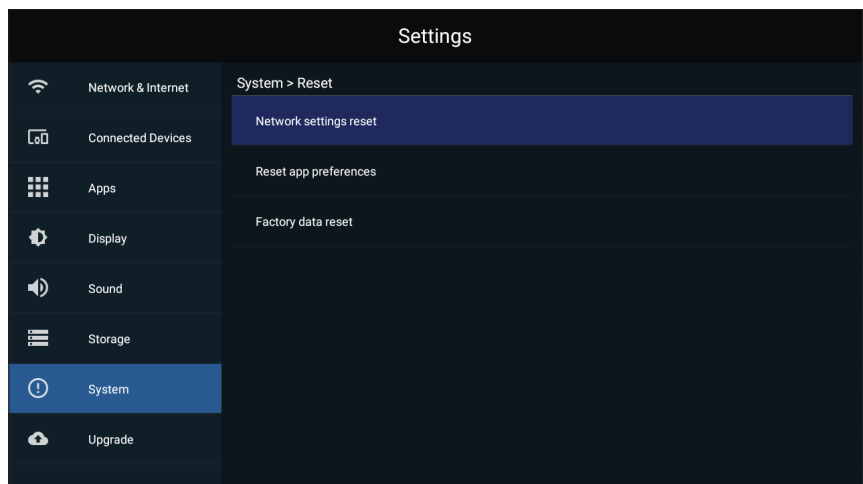 Settings
Network & Internet
Connected Devices
Apps
Display
Sound
Storage
System
Upgrade
System > Reset
Network settings reset
Reset app preferences
Factory data reset